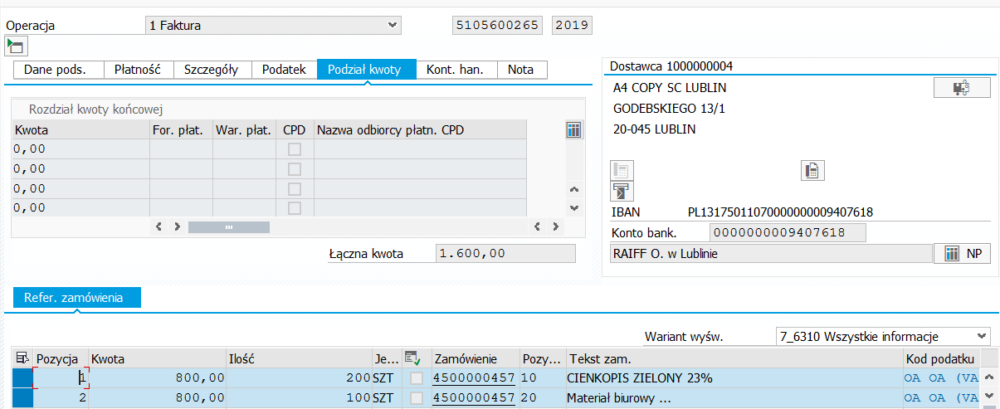 Operacja 1 Faktura 5105600265 2019
Dane pods. Płatność Szczegóły Podatek Podział kwoty Kont. han. Nota
Rozdział kwoty końcowej
Kwota For. płat. War. płat. CPD Nazwa odbiorcy płatn. CPD
0,00
0,00
0,00
0,00
Łączna kwota 1.600,00
Dostawca 1000000004
A4 COPY SC LUBLIN
GODEBSKIEGO 13/1
20-045 LUBLIN
IBAN PL13175011070000000009407618
Konto bank. 0000000009407618
RAIFF O. w Lublinie NP
Refer. zamówienia
Wariant wyśw. 7_6310 Wszystkie informacje
Pozycja Kwota Ilość Je... Zamówienie Pozy... Tekst zam. Kod podatku
1 800,00 200 SZT 4500000457 10 CIENKOPIS ZIELONY 23% OA OA (VA
2 800,00 100 SZT 4500000457 20 Materiał biurowy ... OA OA (VA